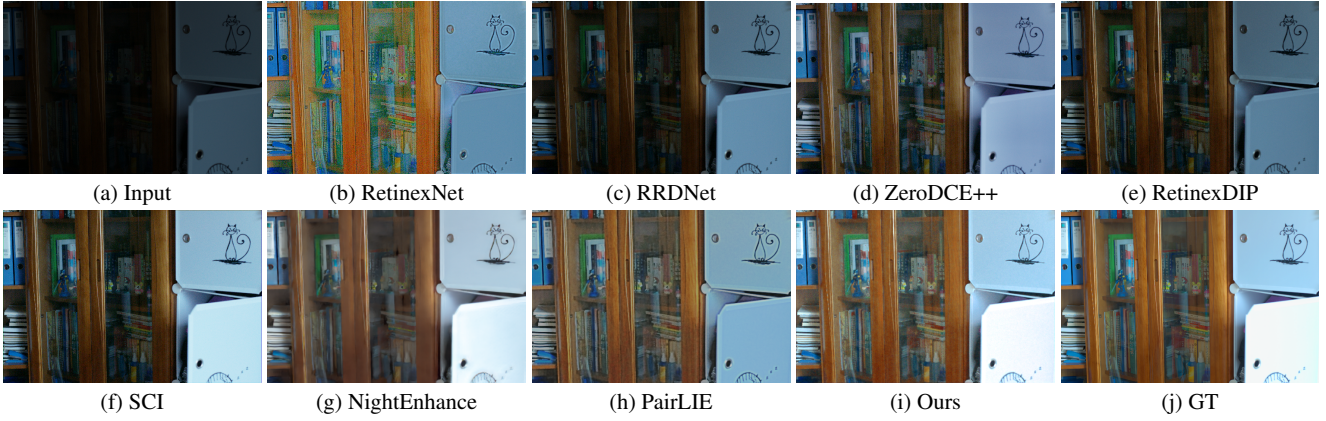 (a) Input
(b) RetinexNet
(c) RRDNet
(d) ZeroDCE++
(e) RetinexDIP
(f) SCI
(g) NightEnhance
(h) PairLIE
(i) Ours
(j) GT